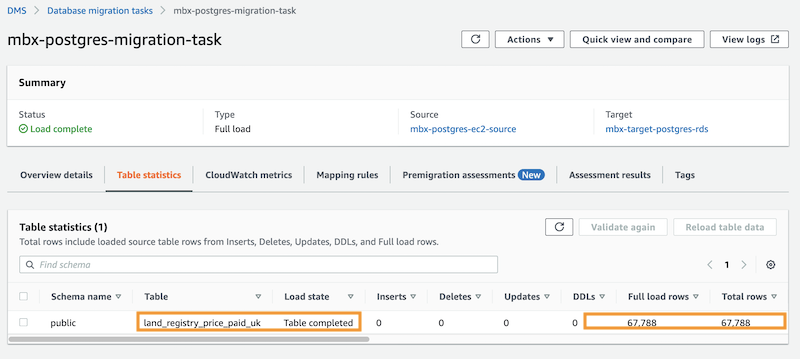 DMS > Database migration tasks > mbx-postgres-migration-task
mbx-postgres-migration-task
Actions
Quick view and compare
View logs
Summary
Status
Load complete
Type
Full load
Source
mbx-postgres-ec2-source
Target
mbx-target-postgres-rds
Overview details
Table statistics
CloudWatch metrics
Mapping rules
Premigration assessments New
Assessment results
Tags
Table statistics (1)
Total rows include loaded source table rows from Inserts, Deletes, Updates, DDLs, and Full load rows.
Validate again
Reload table data
Find schema
1
Schema name Table Load state Inserts Deletes Updates DDLs Full load rows Total rows
public land_registry_price_paid_uk Table completed 0 0 0 0 67,788 67,788